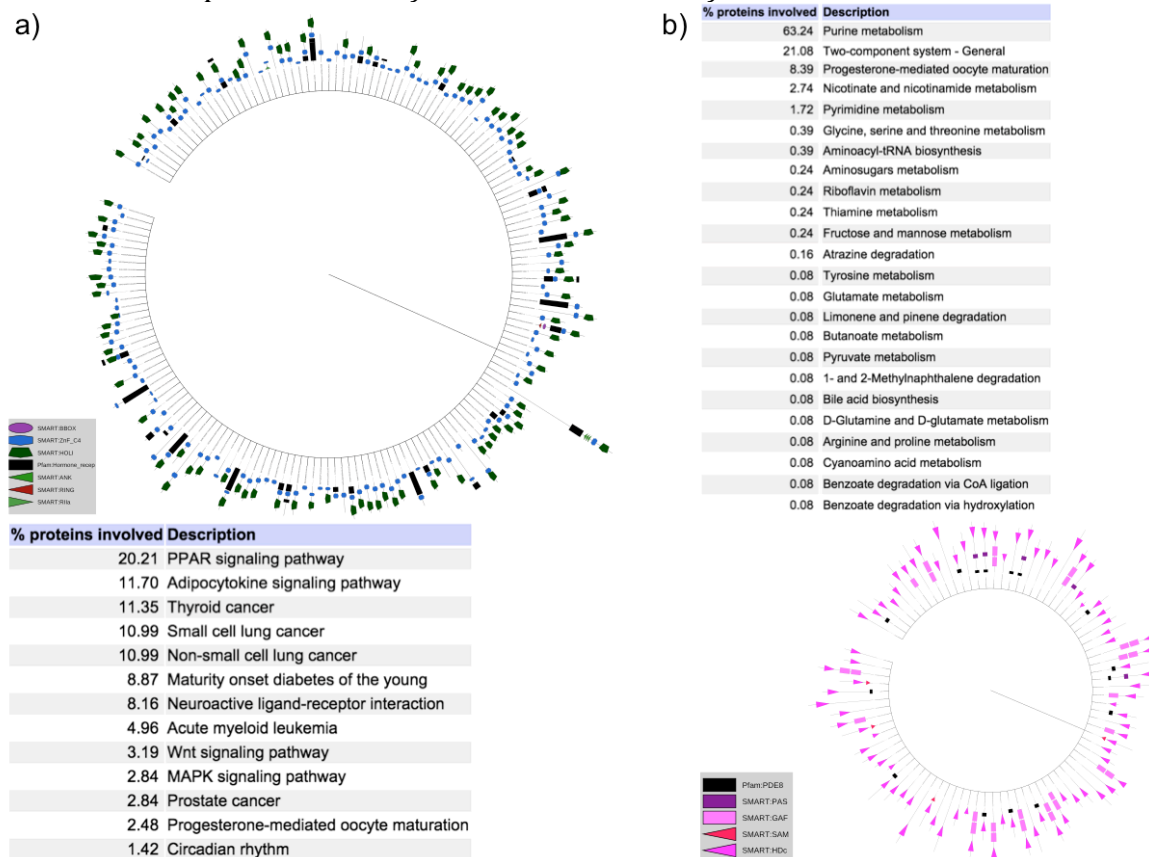 a)
SMART:BBOX
SMART:ZnF_C4
SMART:HOLI
Pfam:Hormone_recep
SMART:ANK
SMART:RING
SMART:RIIa
% proteins involved Description
20.21 PPAR signaling pathway
11.70 Adipocytokine signaling pathway
11.35 Thyroid cancer
10.99 Small cell lung cancer
10.99 Non-small cell lung cancer
8.87 Maturity onset diabetes of the young
8.16 Neuroactive ligand-receptor interaction
4.96 Acute myeloid leukemia
3.19 Wnt signaling pathway
2.84 MAPK signaling pathway
2.84 Prostate cancer
2.48 Progesterone-mediated oocyte maturation
1.42 Circadian rhythm
b)
% proteins involved Description
63.24 Purine metabolism
21.08 Two-component system - General
8.39 Progesterone-mediated oocyte maturation
2.74 Nicotinate and nicotinamide metabolism
1.72 Pyrimidine metabolism
0.39 Glycine, serine and threonine metabolism
0.39 Aminoacyl-tRNA biosynthesis
0.24 Aminosugars metabolism
0.24 Riboflavin metabolism
0.24 Thiamine metabolism
0.24 Fructose and mannose metabolism
0.16 Atrazine degradation
0.08 Tyrosine metabolism
0.08 Glutamate metabolism
0.08 Limonene and pinene degradation
0.08 Butanoate metabolism
0.08 Pyruvate metabolism
0.08 1- and 2-Methylnaphthalene degradation
0.08 Bile acid biosynthesis
0.08 D-Glutamine and D-glutamate metabolism
0.08 Arginine and proline metabolism
0.08 Cyanoamino acid metabolism
0.08 Benzoate degradation via CoA ligation
0.08 Benzoate degradation via hydroxylation
Pfam:PDE8
SMART:PAS
SMART:GAF
SMART:SAM
SMART:HDc